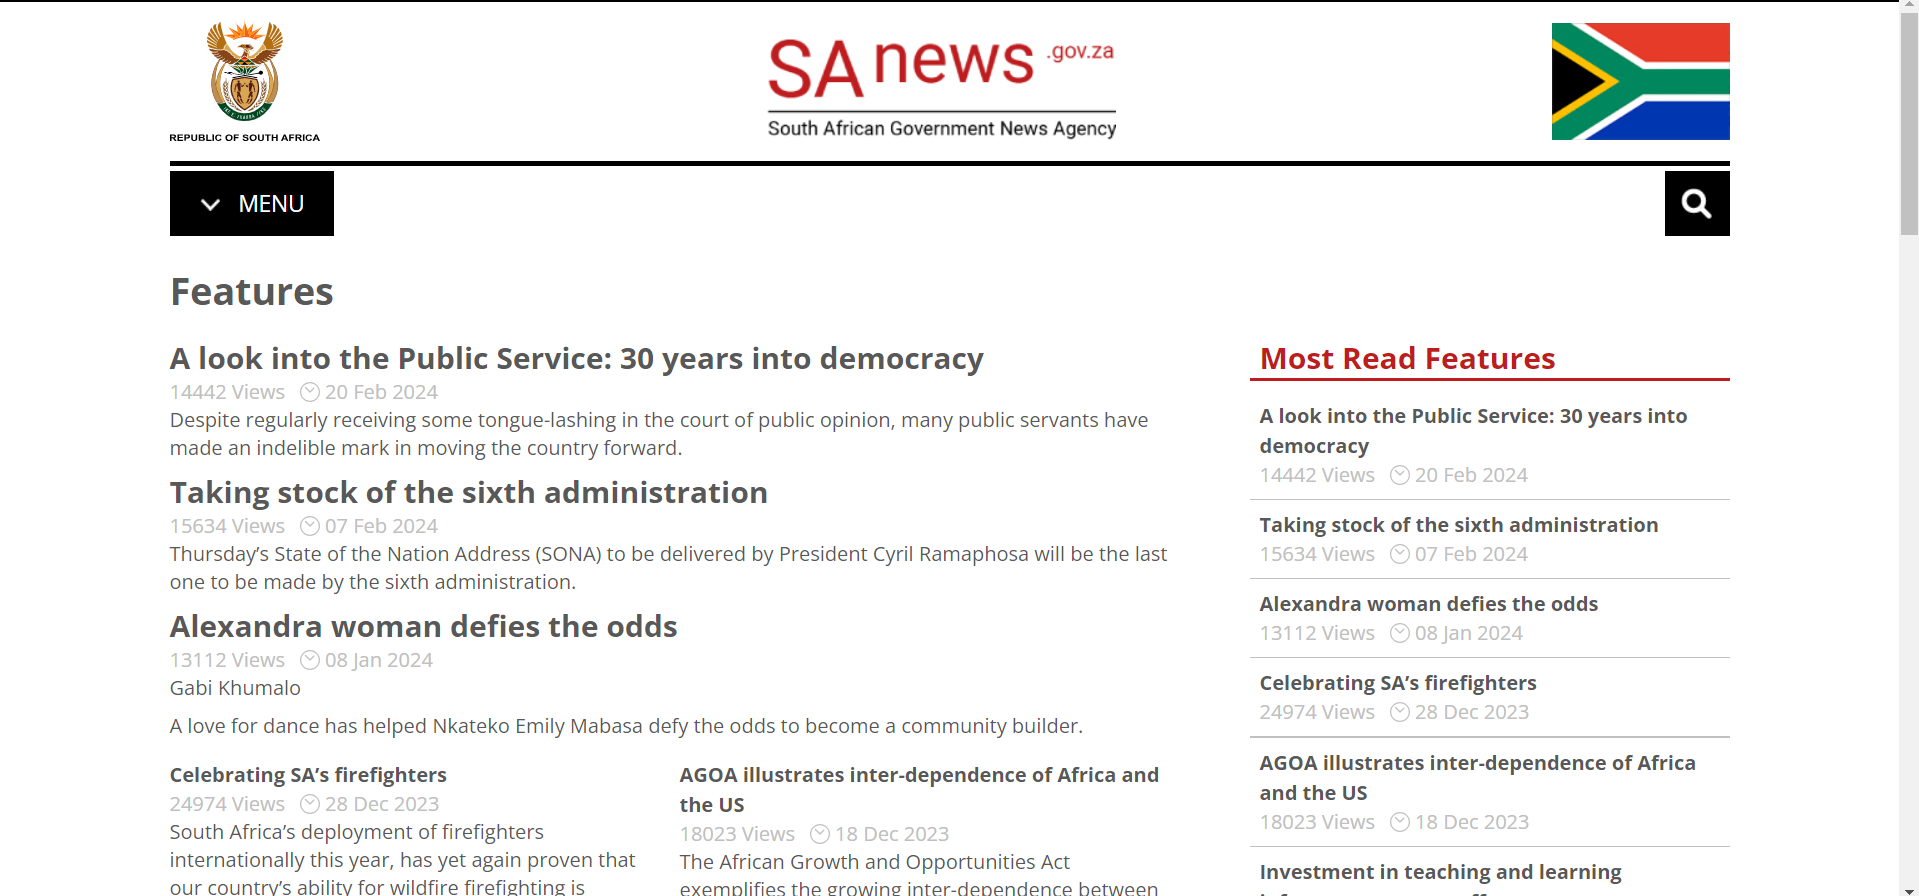 REPUBLIC OF SOUTH AFRICA
SAnews .gov.za
South African Government News Agency
MENU
Features
A look into the Public Service: 30 years into democracy
14442 Views 20 Feb 2024
Despite regularly receiving some tongue-lashing in the court of public opinion, many public servants have
made an indelible mark in moving the country forward.
Taking stock of the sixth administration
15634 Views 07 Feb 2024
Thursday’s State of the Nation Address (SONA) to be delivered by President Cyril Ramaphosa will be the last
one to be made by the sixth administration.
Alexandra woman defies the odds
13112 Views 08 Jan 2024
Gabi Khumalo
A love for dance has helped Nkateko Emily Mabasa defy the odds to become a community builder.
Celebrating SA’s firefighters
24974 Views 28 Dec 2023
South Africa’s deployment of firefighters
internationally this year, has yet again proven that
our country’s ability for wildfire firefighting is
AGOA illustrates inter-dependence of Africa and
the US
18023 Views 18 Dec 2023
The African Growth and Opportunities Act
exemplifies the growing inter-dependence between
Most Read Features
A look into the Public Service: 30 years into
democracy
14442 Views 20 Feb 2024
Taking stock of the sixth administration
15634 Views 07 Feb 2024
Alexandra woman defies the odds
13112 Views 08 Jan 2024
Celebrating SA’s firefighters
24974 Views 28 Dec 2023
AGOA illustrates inter-dependence of Africa
and the US
18023 Views 18 Dec 2023
Investment in teaching and learning